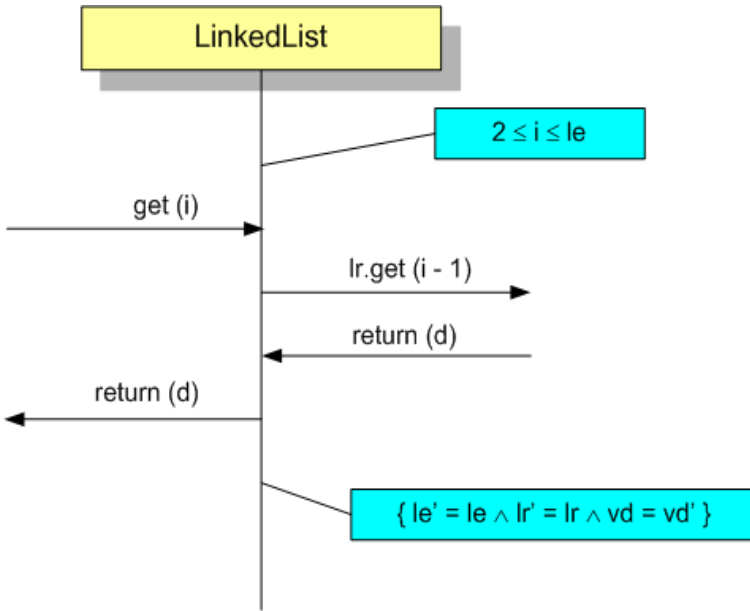 LinkedList
2 ≤ i ≤ le
get (i)
lr.get (i - 1)
return (d)
return (d)
{ le’ = le ∧ lr’ = lr ∧ vd = vd’ }